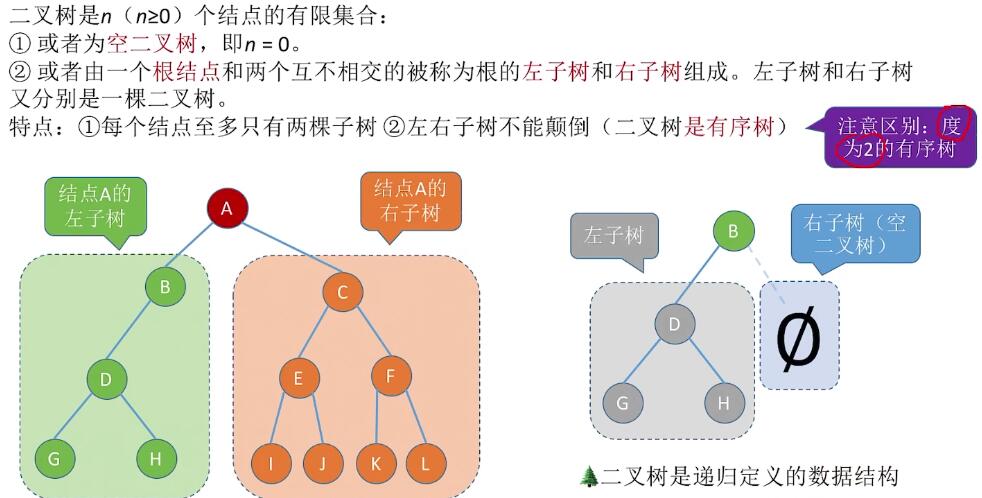 二叉树是n（n≥0）个结点的有限集合：
① 或者为空二叉树，即n = 0。
② 或者由一个根结点和两个互不相交的被称为根的左子树和右子树组成。左子树和右子树
又分别是一棵二叉树。
特点：①每个结点至多只有两棵子树 ②左右子树不能颠倒（二叉树是有序树）
注意区别：度
为2的有序树
结点A的
左子树
A
结点A的
右子树
B
C
D
E
F
G
H
I
J
K
L
左子树
B
右子树（空
二叉树）
D
Ø
G
H
二叉树是递归定义的数据结构